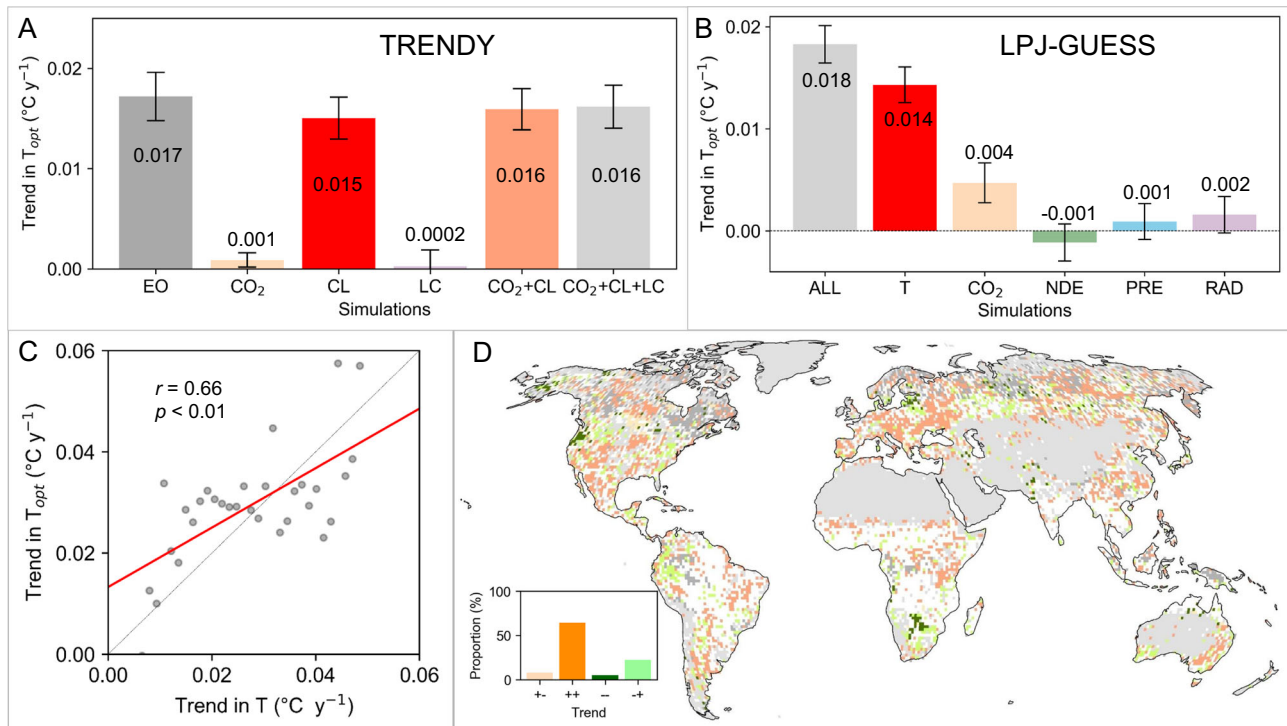 A
TRENDY
Trend in Topt (°C y⁻¹)
0.02
0.01
0.00
0.017
0.001
0.015
0.0002
0.016
0.016
EO
CO₂
CL
LC
CO₂+CL
CO₂+CL+LC
Simulations
B
LPJ-GUESS
Trend in Topt (°C y⁻¹)
0.02
0.01
0.00
0.018
0.014
0.004
-0.001
0.001
0.002
ALL
T
CO₂
NDE
PRE
RAD
Simulations
C
r = 0.66
p < 0.01
Trend in Topt (°C y⁻¹)
0.06
0.04
0.02
0.00
0.00
0.02
0.04
0.06
Trend in T (°C y⁻¹)
D
Proportion (%)
100
50
0
+-
++
--
-+
Trend